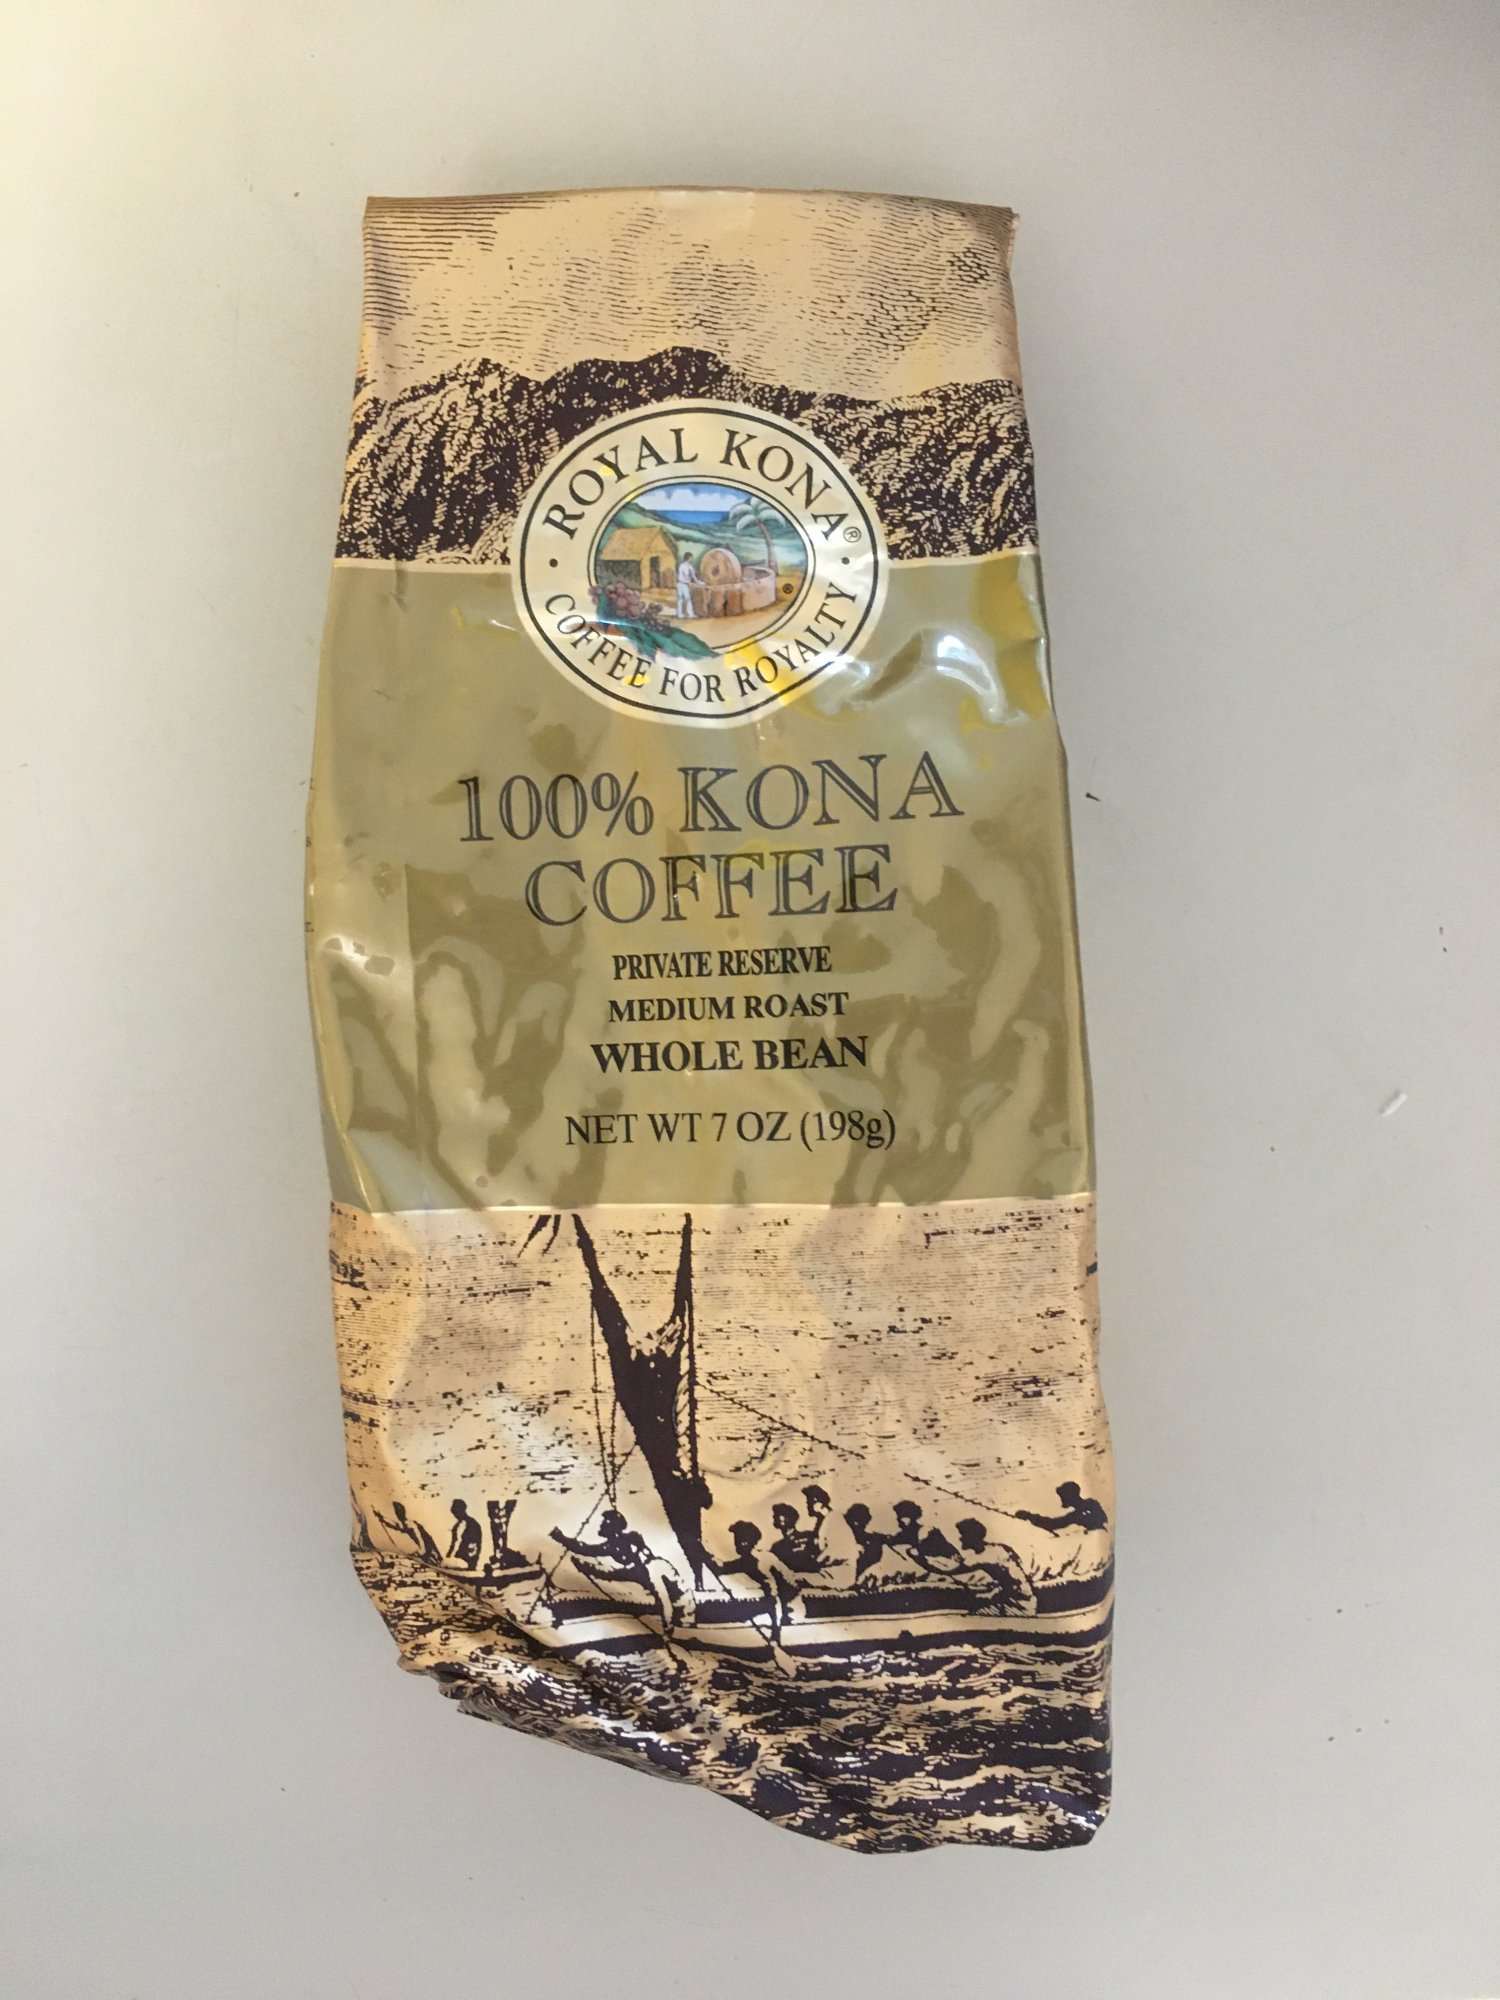 ROYAL KONA®
COFFEE FOR ROYALTY
®
100% KONA
COFFEE
PRIVATE RESERVE
MEDIUM ROAST
WHOLE BEAN
NET WT 7 OZ (198g)